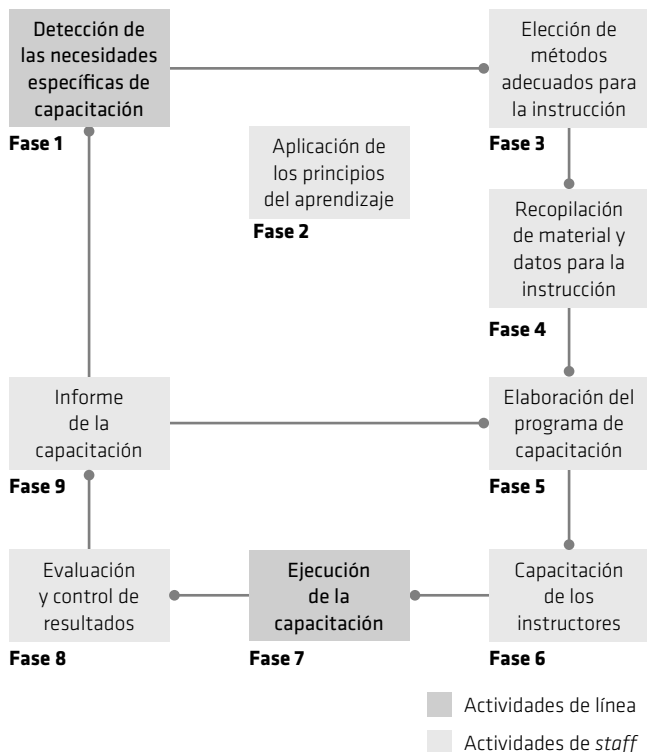 Detección de
las necesidades
específicas de
capacitación
Fase 1
Elección de
métodos
adecuados para
la instrucción
Fase 3
Aplicación de
los principios
del aprendizaje
Fase 2
Recopilación
de material y
datos para la
instrucción
Fase 4
Informe
de la
capacitación
Fase 9
Elaboración del
programa de
capacitación
Fase 5
Evaluación
y control de
resultados
Fase 8
Ejecución
de la
capacitación
Fase 7
Capacitación
de los
instructores
Fase 6
Actividades de línea
Actividades de staff